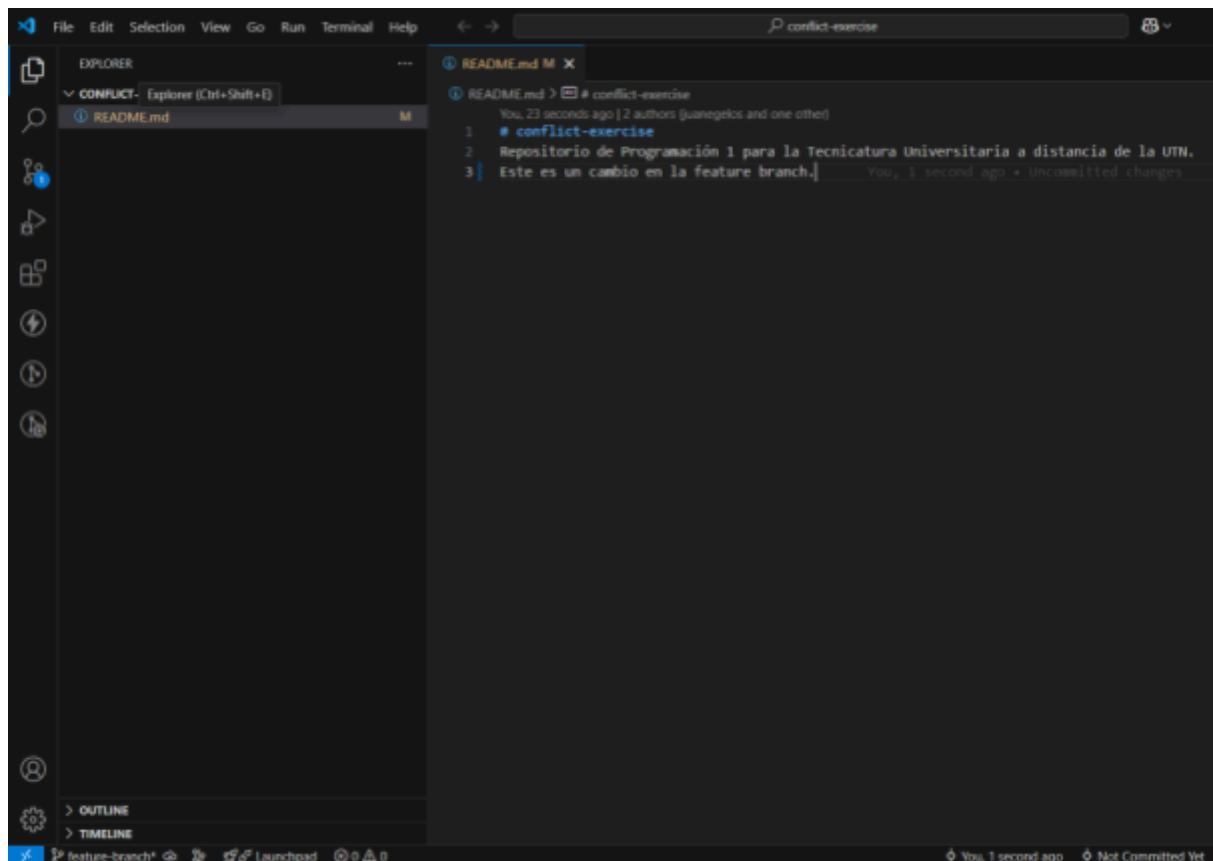 File Edit Selection View Go Run Terminal Help
conflict-exercise
EXPLORER
CONFLICT-
Explorer (Ctrl+Shift+E)
README.md M
README.md M
README.md > # conflict-exercise
You, 23 seconds ago | 2 authors (juanegelos and one other)
1 # conflict-exercise
2 Repositorio de Programación 1 para la Tecnicatura Universitaria a distancia de la UTN.
3 Este es un cambio en la feature branch. You, 1 second ago • Uncommitted changes
1
OUTLINE
TIMELINE
feature-branch* Launchpad 0 0 You, 1 second ago Not Committed Yet